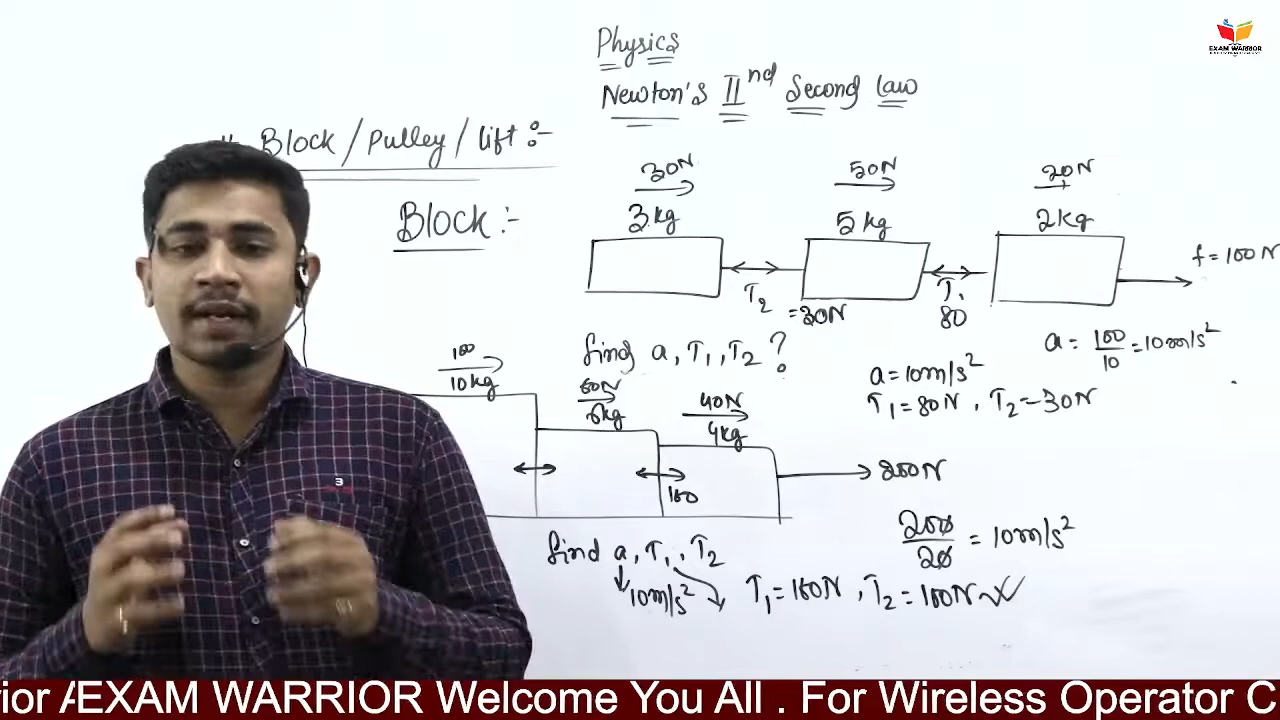 Physics
Newton's IInd Second Law
Block / Pulley / lift :-
Block :-
30N
50N
20N
3kg
5kg
2kg
f = 100N
T2
= 30N
T1
80
find a, T1, T2 ?
a = 100/10 = 10m/s²
a = 10m/s²
T1 = 80N, T2 = 30N
100
10kg
60N
6kg
40N
4kg
160
200N
find a, T1, T2
10m/s²
200/20 = 10m/s²
T1 = 160N, T2 = 100N
3
EXAM WARRIOR
rior A
EXAM WARRIOR Welcome You All . For Wireless Operator C